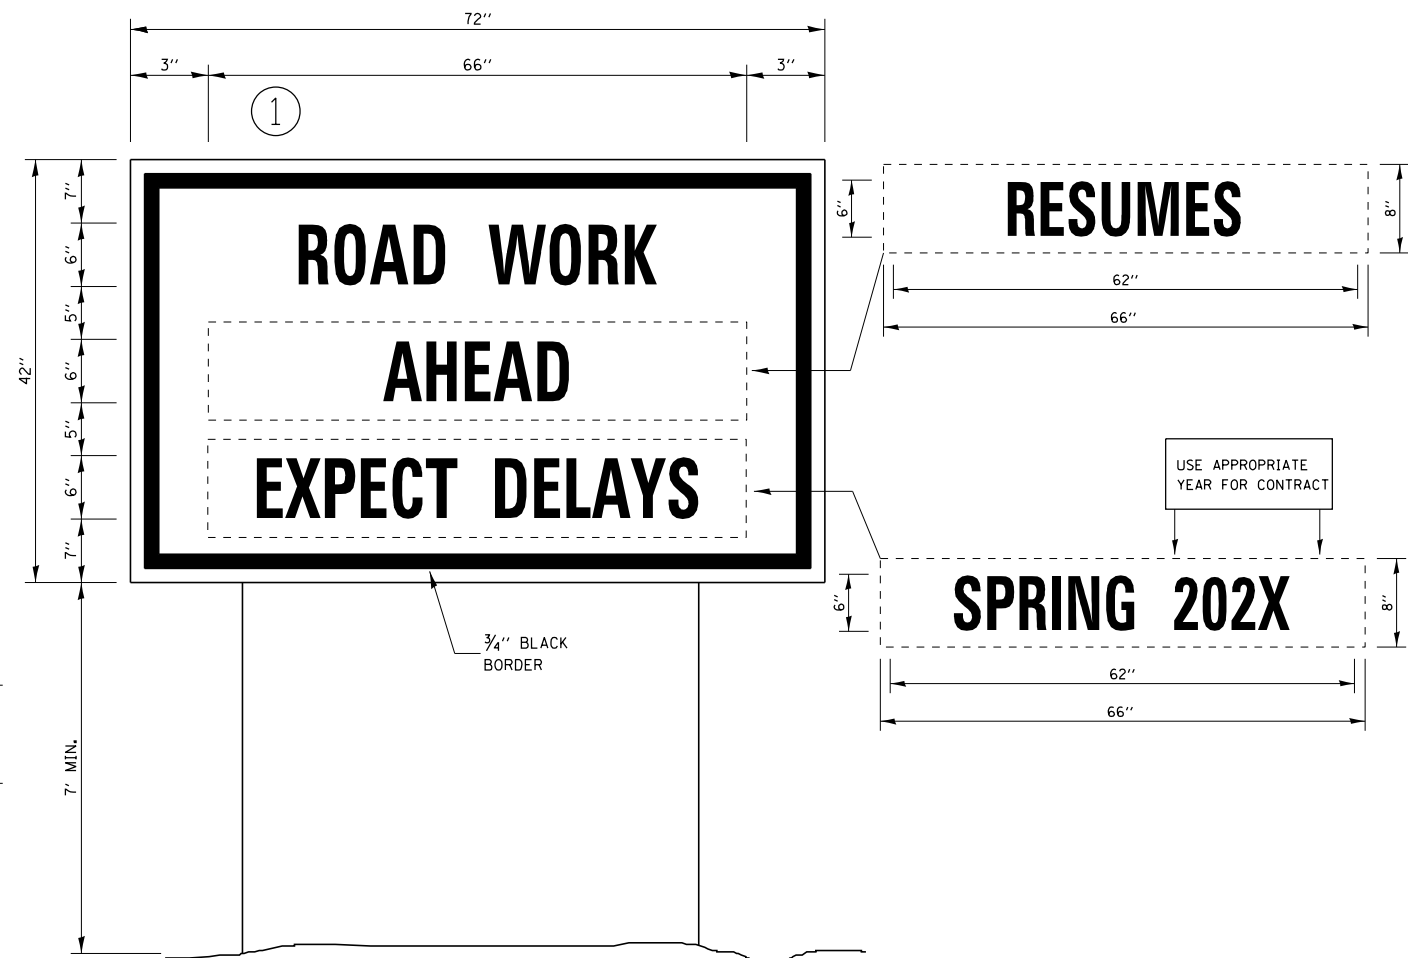 72''
3'' 66'' 3''
1
7''
6''
5''
6''
5''
6''
7''
42''
ROAD WORK
AHEAD
EXPECT DELAYS
3/4'' BLACK
BORDER
7' MIN.
RESUMES
6''
8''
62''
66''
USE APPROPRIATE
YEAR FOR CONTRACT
SPRING 202X
6''
8''
62''
66''